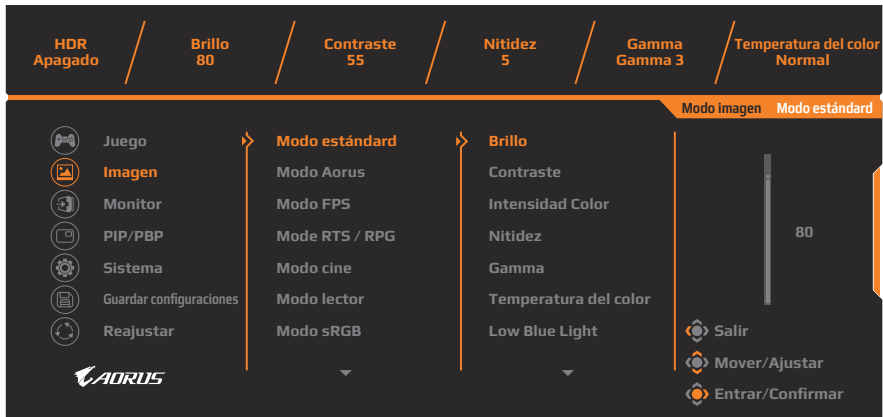 HDR
Apagado
Brillo
80
Contraste
55
Nitidez
5
Gamma
Gamma 3
Temperatura del color
Normal
Modo imagen Modo estándard
Juego
Imagen
Monitor
PIP/PBP
Sistema
Guardar configuraciones
Reajustar
Modo estándard
Modo Aorus
Modo FPS
Mode RTS / RPG
Modo cine
Modo lector
Modo sRGB
Brillo
Contraste
Intensidad Color
Nitidez
Gamma
Temperatura del color
Low Blue Light
80
Salir
Mover/Ajustar
Entrar/Confirmar
AORUS